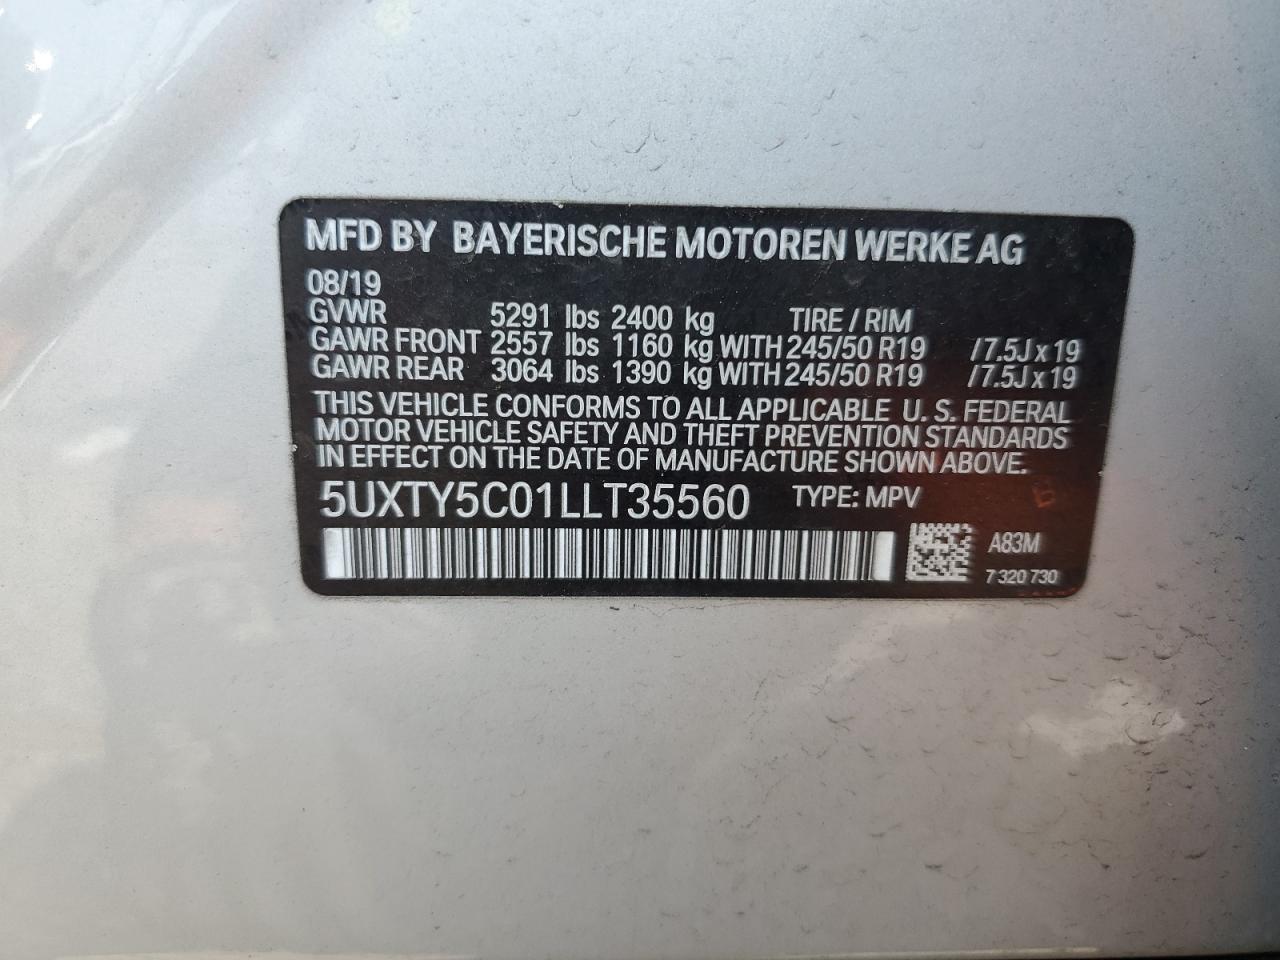 MFD BY BAYERISCHE MOTOREN WERKE AG
08/19
GVWR 5291 lbs 2400 kg TIRE / RIM
GAWR FRONT 2557 lbs 1160 kg WITH 245/50 R19 / 7.5J x 19
GAWR REAR 3064 lbs 1390 kg WITH 245/50 R19 / 7.5J x 19
THIS VEHICLE CONFORMS TO ALL APPLICABLE U. S. FEDERAL
MOTOR VEHICLE SAFETY AND THEFT PREVENTION STANDARDS
IN EFFECT ON THE DATE OF MANUFACTURE SHOWN ABOVE.
5UXTY5C01LLT35560 TYPE: MPV
A83M
7 320 730